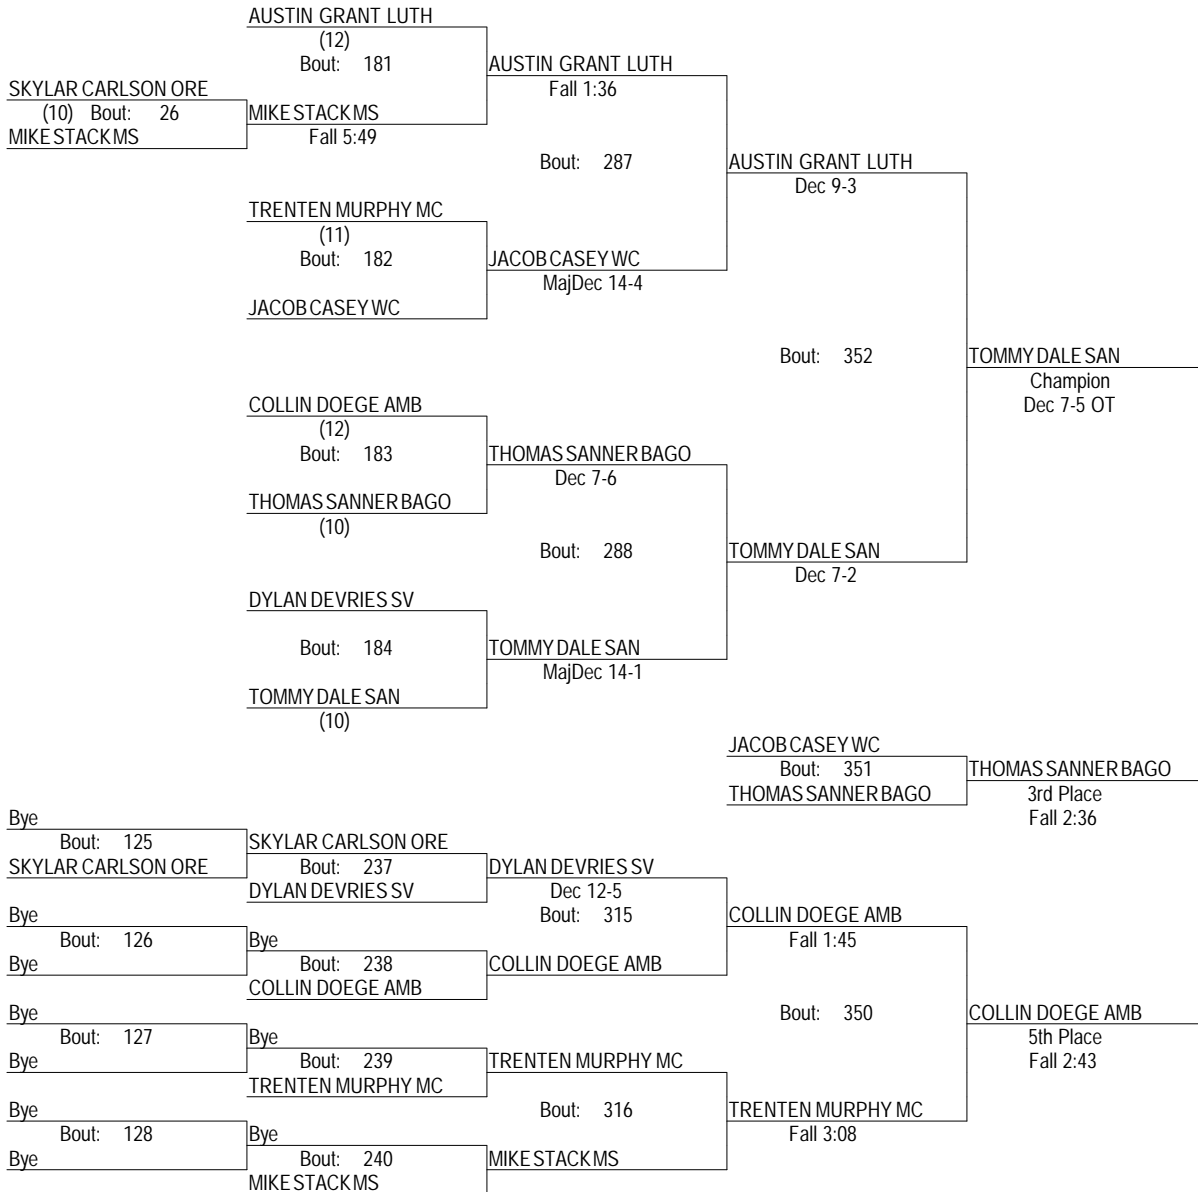 AUSTIN GRANT LUTH
(12)
Bout: 181
AUSTIN GRANT LUTH
Fall 1:36
SKYLAR CARLSON ORE
(10) Bout: 26
MIKE STACK MS
MIKE STACK MS
Fall 5:49
Bout: 287
AUSTIN GRANT LUTH
Dec 9-3
TRENTEN MURPHY MC
(11)
Bout: 182
JACOB CASEY WC
MajDec 14-4
JACOB CASEY WC
Bout: 352
TOMMY DALE SAN
Champion
Dec 7-5 OT
COLLIN DOEGE AMB
(12)
Bout: 183
THOMAS SANNER BAGO
Dec 7-6
THOMAS SANNER BAGO
(10)
Bout: 288
TOMMY DALE SAN
Dec 7-2
DYLAN DEVRIES SV
Bout: 184
TOMMY DALE SAN
MajDec 14-1
TOMMY DALE SAN
(10)
JACOB CASEY WC
Bout: 351
THOMAS SANNER BAGO
THOMAS SANNER BAGO
3rd Place
Fall 2:36
Bye
Bout: 125
SKYLAR CARLSON ORE
SKYLAR CARLSON ORE
Bout: 237
DYLAN DEVRIES SV
DYLAN DEVRIES SV
Dec 12-5
Bout: 315
COLLIN DOEGE AMB
Fall 1:45
Bye
Bout: 126
Bye
Bye
Bout: 238
COLLIN DOEGE AMB
COLLIN DOEGE AMB
Bye
Bout: 127
Bye
Bye
Bout: 239
TRENTEN MURPHY MC
TRENTEN MURPHY MC
Bout: 350
COLLIN DOEGE AMB
5th Place
Fall 2:43
Bye
Bout: 128
Bye
Bye
Bout: 240
MIKE STACK MS
MIKE STACK MS
Bout: 316
TRENTEN MURPHY MC
Fall 3:08